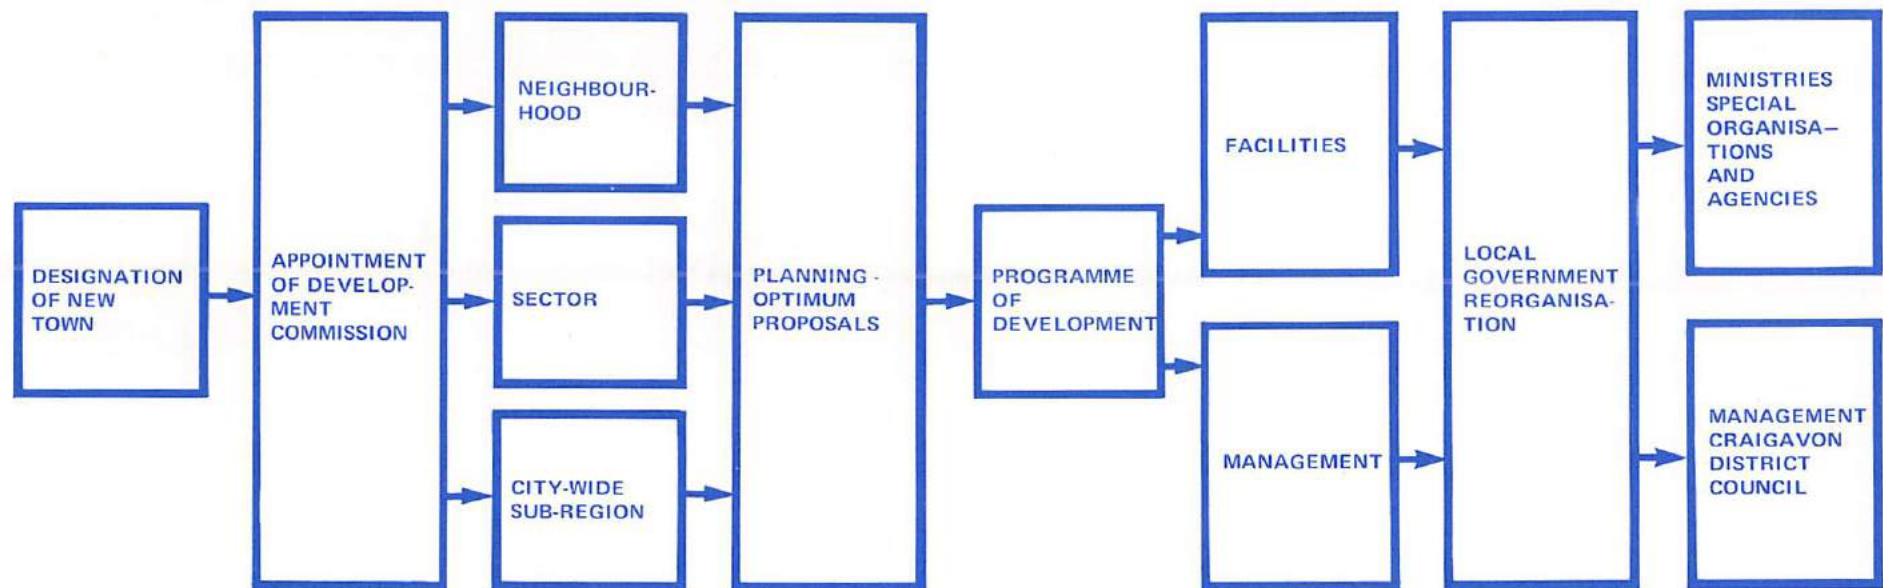 DESIGNATION
OF NEW
TOWN
APPOINTMENT
OF DEVELOP-
MENT
COMMISSION
NEIGHBOUR-
HOOD
SECTOR
CITY-WIDE
SUB-REGION
PLANNING -
OPTIMUM
PROPOSALS
PROGRAMME
OF
DEVELOPMENT
FACILITIES
MANAGEMENT
LOCAL
GOVERNMENT
REORGANISA-
TION
MINISTRIES
SPECIAL
ORGANISA–
TIONS
AND
AGENCIES
MANAGEMENT
CRAIGAVON
DISTRICT
COUNCIL